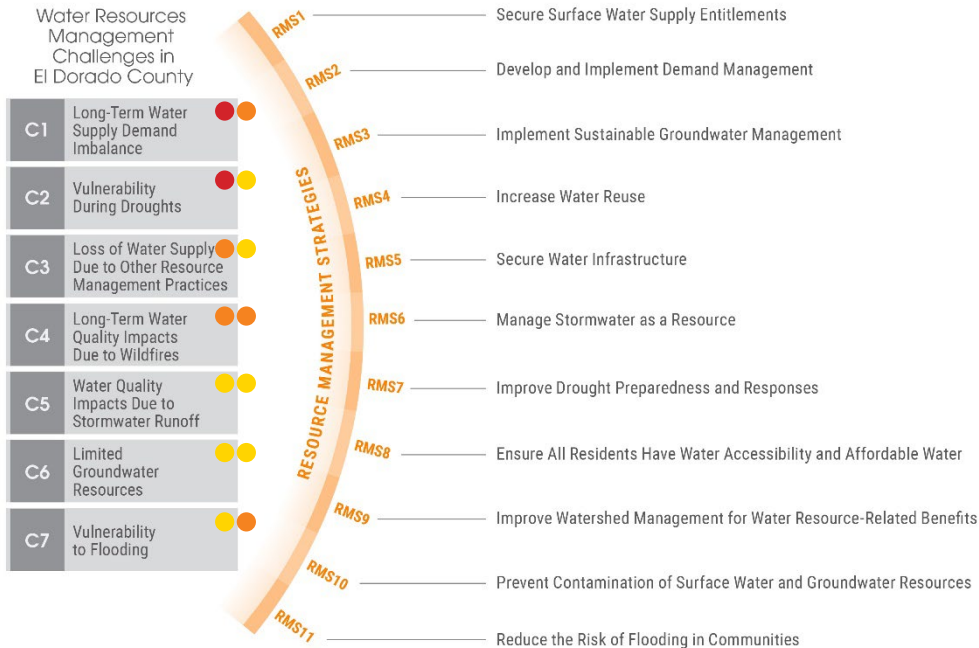 Water Resources
Management
Challenges in
El Dorado County
C1
Long-Term Water
Supply Demand
Imbalance
C2
Vulnerability
During Droughts
C3
Loss of Water Supply
Due to Other Resource
Management Practices
C4
Long-Term Water
Quality Impacts
Due to Wildfires
C5
Water Quality
Impacts Due to
Stormwater Runoff
C6
Limited
Groundwater
Resources
C7
Vulnerability
to Flooding
RESOURCE MANAGEMENT STRATEGIES
RMS1 Secure Surface Water Supply Entitlements
RMS2 Develop and Implement Demand Management
RMS3 Implement Sustainable Groundwater Management
RMS4 Increase Water Reuse
RMS5 Secure Water Infrastructure
RMS6 Manage Stormwater as a Resource
RMS7 Improve Drought Preparedness and Responses
RMS8 Ensure All Residents Have Water Accessibility and Affordable Water
RMS9 Improve Watershed Management for Water Resource-Related Benefits
RMS10 Prevent Contamination of Surface Water and Groundwater Resources
RMS11 Reduce the Risk of Flooding in Communities